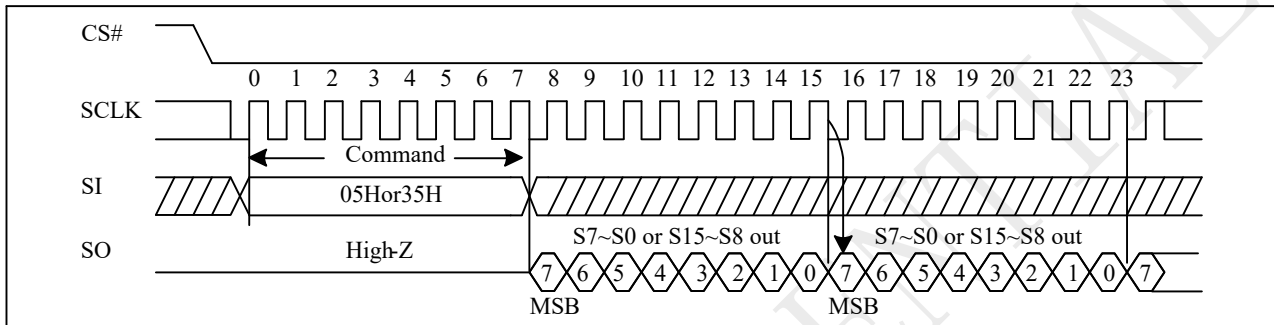 CS#
0 1 2 3 4 5 6 7 8 9 10 11 12 13 14 15 16 17 18 19 20 21 22 23
SCLK
Command
SI
05Hor35H
S7~S0 or S15~S8 out S7~S0 or S15~S8 out
SO
High-Z
7 6 5 4 3 2 1 0 7 6 5 4 3 2 1 0 7
MSB MSB